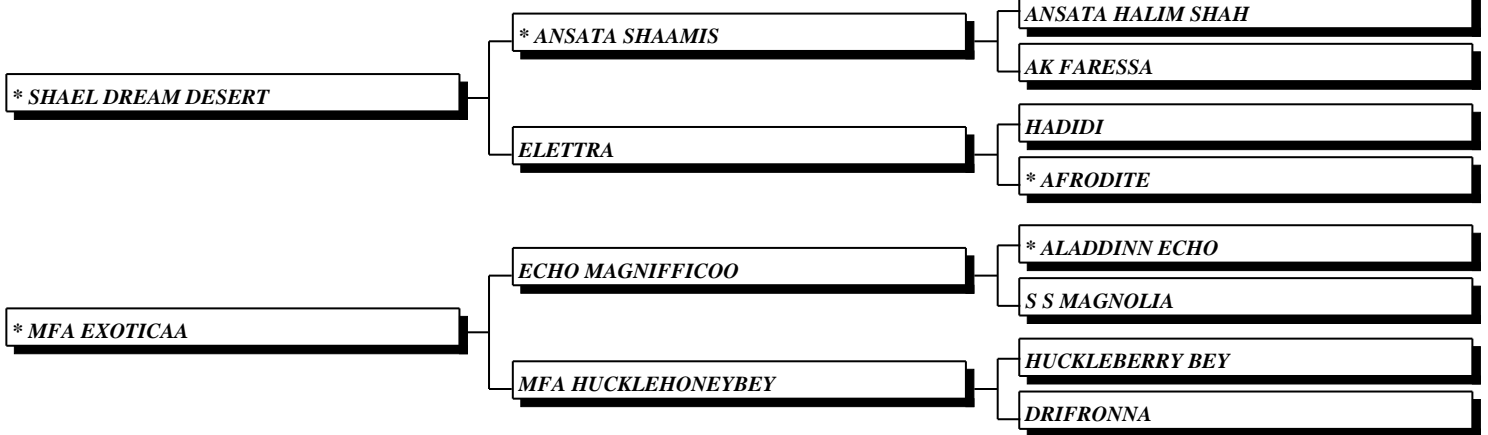 ANSATA HALIM SHAH
* ANSATA SHAAMIS
AK FARESSA
* SHAEL DREAM DESERT
HADIDI
ELETTRA
* AFRODITE
* ALADDINN ECHO
ECHO MAGNIFFICOO
S S MAGNOLIA
* MFA EXOTICAA
HUCKLEBERRY BEY
MFA HUCKLEHONEYBEY
DRIFRONNA